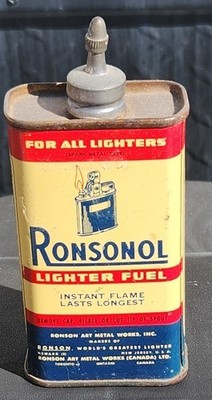 FOR ALL LIGHTERS
RONSONOL
LIGHTER FUEL
INSTANT FLAME
LASTS LONGEST
RONSON ART METAL WORKS, INC.
MAKERS OF
RONSON, WORLD'S GREATEST LIGHTER
NEWARK NEW JERSEY, U.S.A.
RONSON ART METAL WORKS (CANADA) LTD.
TORONTO ONTARIO CANADA